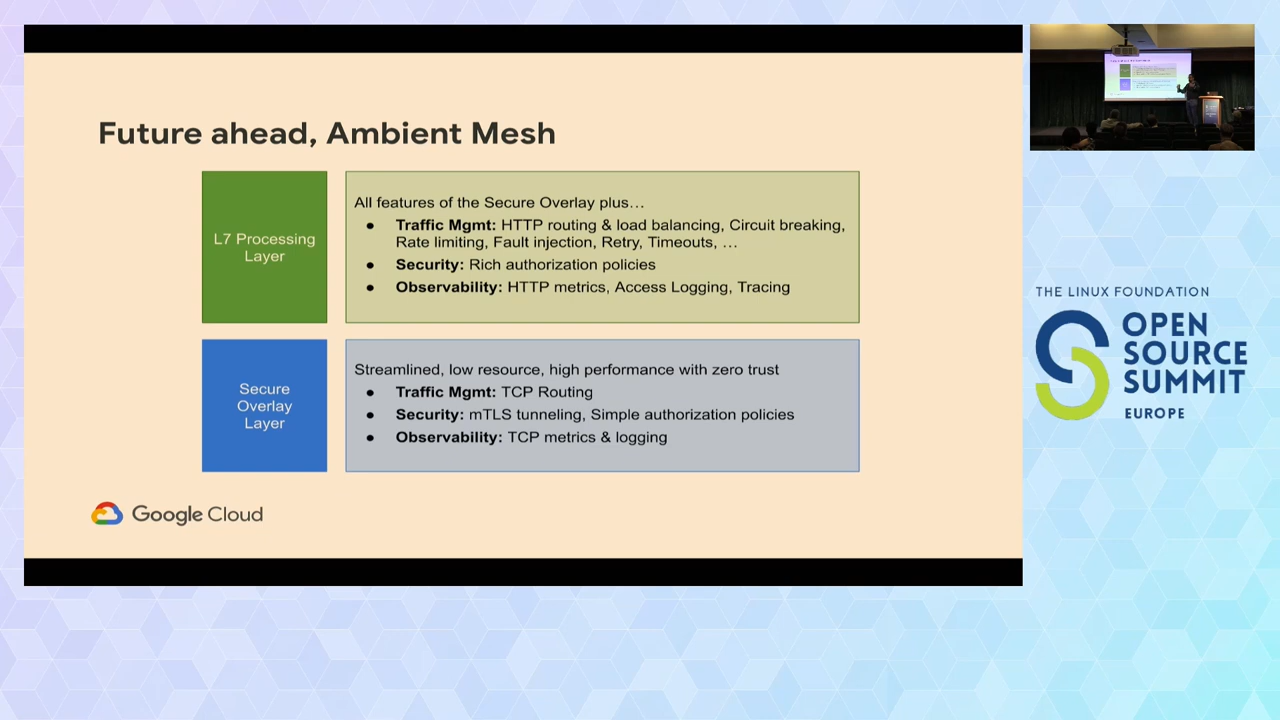 Future ahead, Ambient Mesh
L7 Processing
Layer
All features of the Secure Overlay plus…
● Traffic Mgmt: HTTP routing & load balancing, Circuit breaking,
Rate limiting, Fault injection, Retry, Timeouts, …
● Security: Rich authorization policies
● Observability: HTTP metrics, Access Logging, Tracing
Secure
Overlay
Layer
Streamlined, low resource, high performance with zero trust
● Traffic Mgmt: TCP Routing
● Security: mTLS tunneling, Simple authorization policies
● Observability: TCP metrics & logging
Google Cloud
THE LINUX FOUNDATION
OPEN
SOURCE
SUMMIT
EUROPE